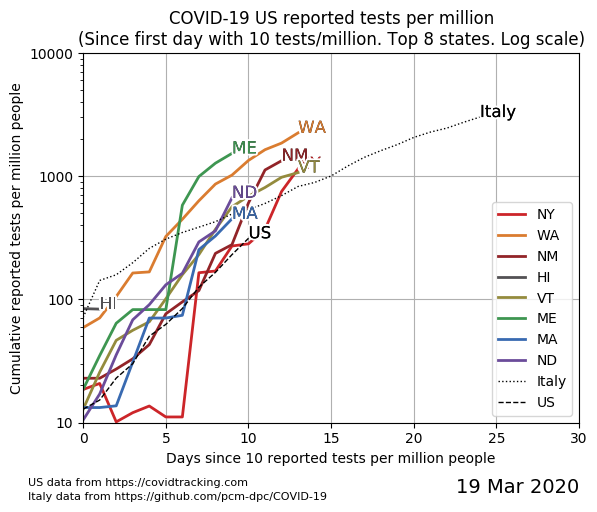 COVID-19 US reported tests per million
(Since first day with 10 tests/million. Top 8 states. Log scale)
Cumulative reported tests per million people
10000
1000
100
10
Italy
WA
ME
NM
VT
ND
MA
US
HI
NY
WA
NM
HI
VT
ME
MA
ND
Italy
US
0
5
10
15
20
25
30
Days since 10 reported tests per million people
US data from https://covidtracking.com
Italy data from https://github.com/pcm-dpc/COVID-19
19 Mar 2020